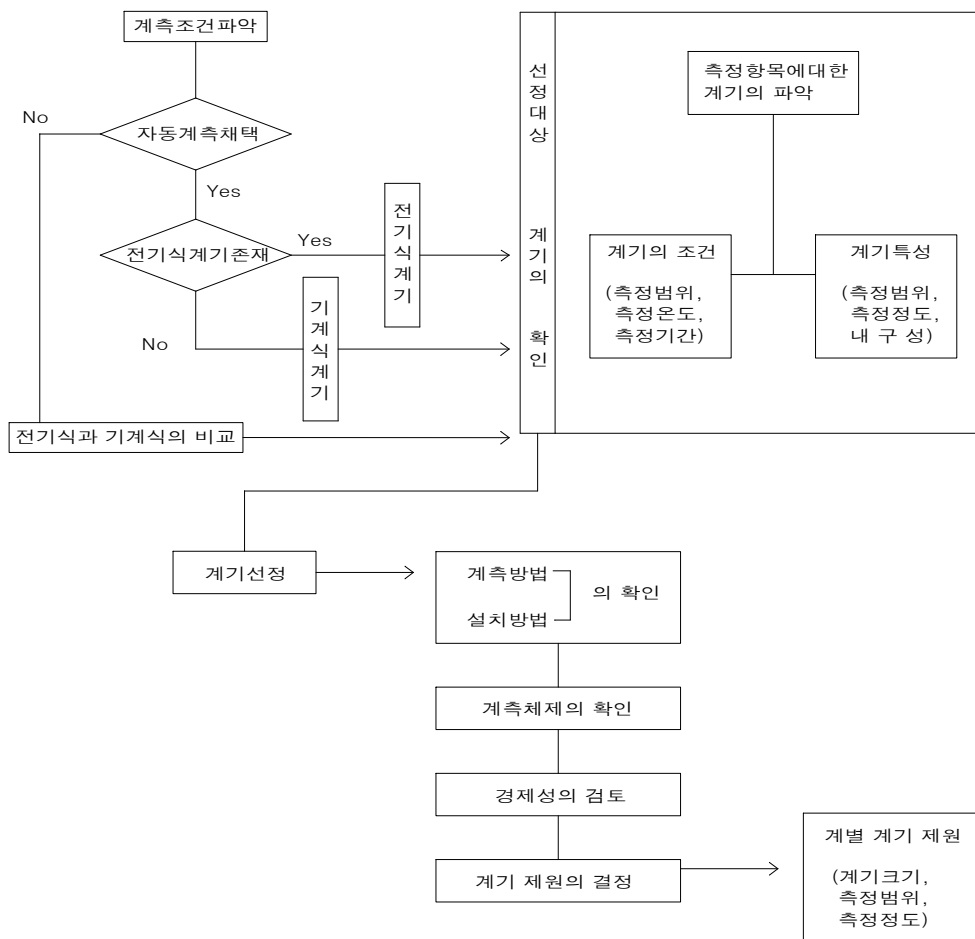 계측조건파악
No
자동계측채택
Yes
전기식계기존재
Yes
전기식계기
No
기계식계기
전기식과 기계식의 비교
선정대상 계기의 확인
측정항목에대한
계기의 파악
계기의 조건
(측정범위,
측정온도,
측정기간)
계기특성
(측정범위,
측정정도,
내 구 성)
계기선정
계측방법
의 확인
설치방법
계측체제의 확인
경제성의 검토
계기 제원의 결정
계별 계기 제원
(계기크기,
측정범위,
측정정도)